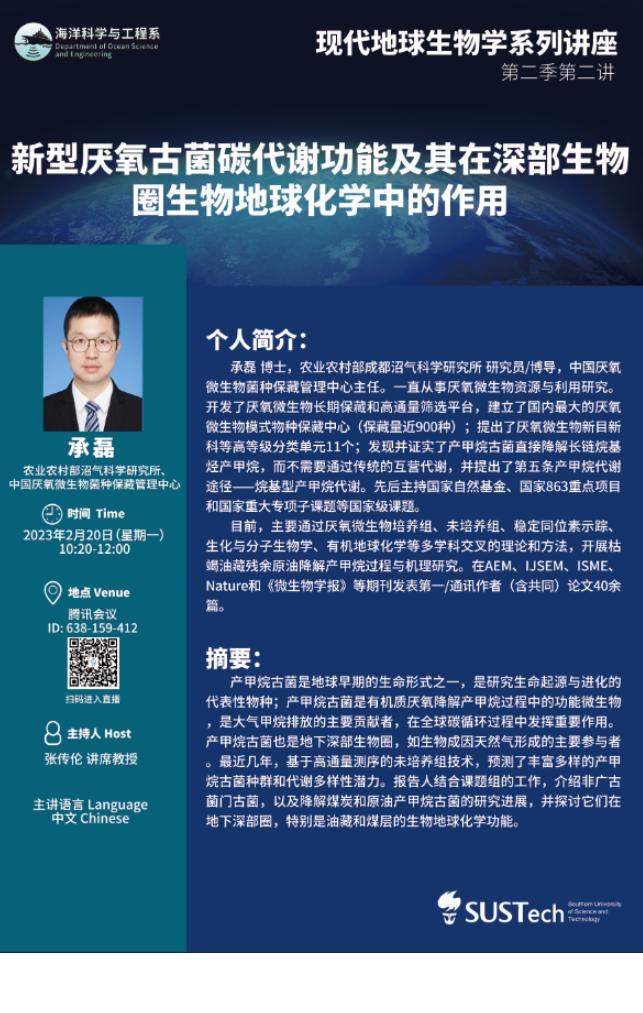 海洋科学与工程系
Department of Ocean Science
and Engineering
现代地球生物学系列讲座
第二季第二讲
新型厌氧古菌碳代谢功能及其在深部生物
圈生物地球化学中的作用
承磊
农业农村部沼气科学研究所、
中国厌氧微生物菌种保藏管理中心
时间 Time
2023年2月20日(星期一)
10:20-12:00
地点 Venue
腾讯会议
ID: 638-159-412
扫码进入直播
主持人 Host
张传伦 讲席教授
主讲语言 Language
中文 Chinese
个人简介:
承磊 博士，农业农村部成都沼气科学研究所 研究员/博导，中国厌氧
微生物菌种保藏管理中心主任。一直从事厌氧微生物资源与利用研究。
开发了厌氧微生物长期保藏和高通量筛选平台，建立了国内最大的厌氧
微生物模式物种保藏中心（保藏量近900种）；提出了厌氧微生物新目新
科等高等级分类单元11个；发现并证实了产甲烷古菌直接降解长链烷基
烃产甲烷，而不需要通过传统的互营代谢，并提出了第五条产甲烷代谢
途径——烷基型产甲烷代谢。先后主持国家自然基金、国家863重点项目
和国家重大专项子课题等国家级课题。
目前，主要通过厌氧微生物培养组、未培养组、稳定同位素示踪、
生化与分子生物学、有机地球化学等多学科交叉的理论和方法，开展枯
竭油藏残余原油降解产甲烷过程与机理研究。在AEM、IJSEM、ISME、
Nature和《微生物学报》等期刊发表第一/通讯作者（含共同）论文40余
篇。
摘要:
产甲烷古菌是地球早期的生命形式之一，是研究生命起源与进化的
代表性物种；产甲烷古菌是有机质厌氧降解产甲烷过程中的功能微生物
，是大气甲烷排放的主要贡献者，在全球碳循环过程中发挥重要作用。
产甲烷古菌也是地下深部生物圈，如生物成因天然气形成的主要参与者
。最近几年，基于高通量测序的未培养组技术，预测了丰富多样的产甲
烷古菌种群和代谢多样性潜力。报告人结合课题组的工作，介绍非广古
菌门古菌，以及降解煤炭和原油产甲烷古菌的研究进展，并探讨它们在
地下深部圈，特别是油藏和煤层的生物地球化学功能。
SUSTech
Southern University
of Science and
Technology